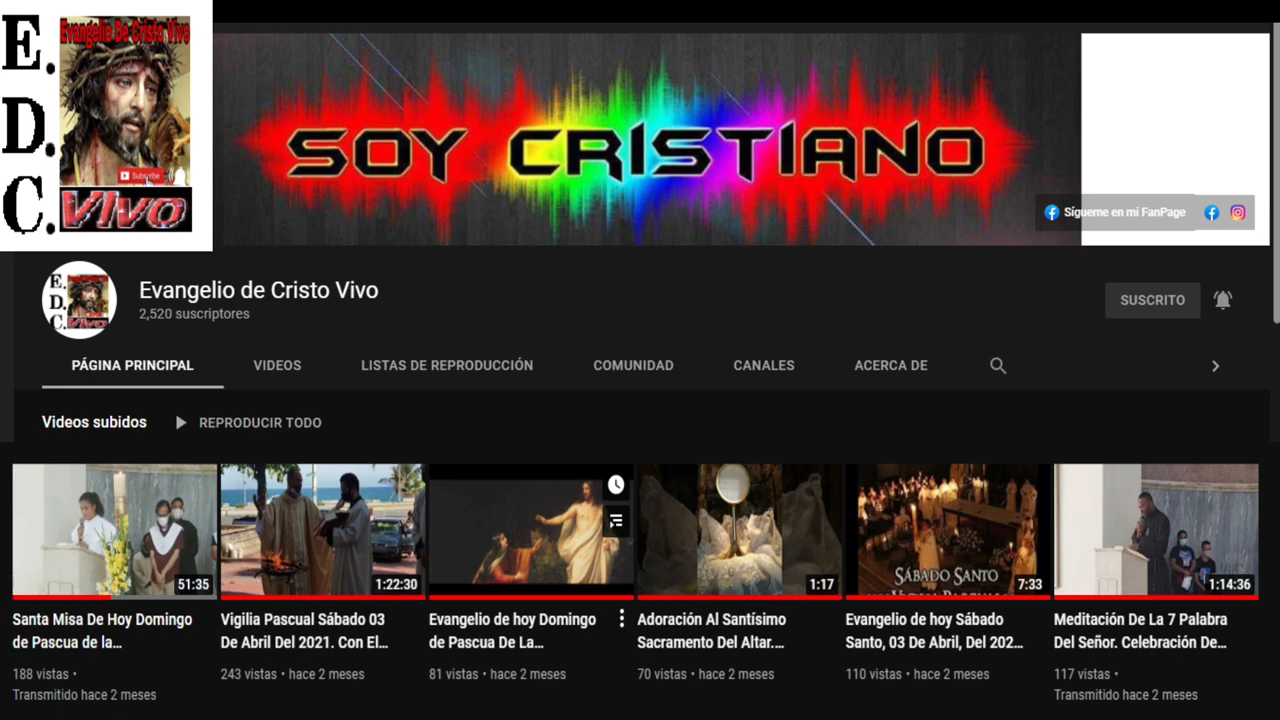 E.
D.
C.
Evangelio De Cristo Vivo
Subscribe
Vivo
SOY CRISTIANO
Sígueme en mi FanPage
E.
D.
C.
Vivo
Evangelio de Cristo Vivo
2,520 suscriptores
SUSCRITO
PÁGINA PRINCIPAL
VIDEOS
LISTAS DE REPRODUCCIÓN
COMUNIDAD
CANALES
ACERCA DE
Videos subidos
REPRODUCIR TODO
51:35
1:22:30
1:17
SÁBADO SANTO
7:33
1:14:36
Santa Misa De Hoy Domingo
de Pascua de la...
188 vistas •
Transmitido hace 2 meses
Vigilia Pascual Sábado 03
De Abril Del 2021. Con El...
243 vistas • hace 2 meses
Evangelio de hoy Domingo
de Pascua De La...
81 vistas • hace 2 meses
Adoración Al Santísimo
Sacramento Del Altar....
70 vistas • hace 2 meses
Evangelio de hoy Sábado
Santo, 03 De Abril, Del 202...
110 vistas • hace 2 meses
Meditación De La 7 Palabra
Del Señor. Celebración De...
117 vistas •
Transmitido hace 2 meses